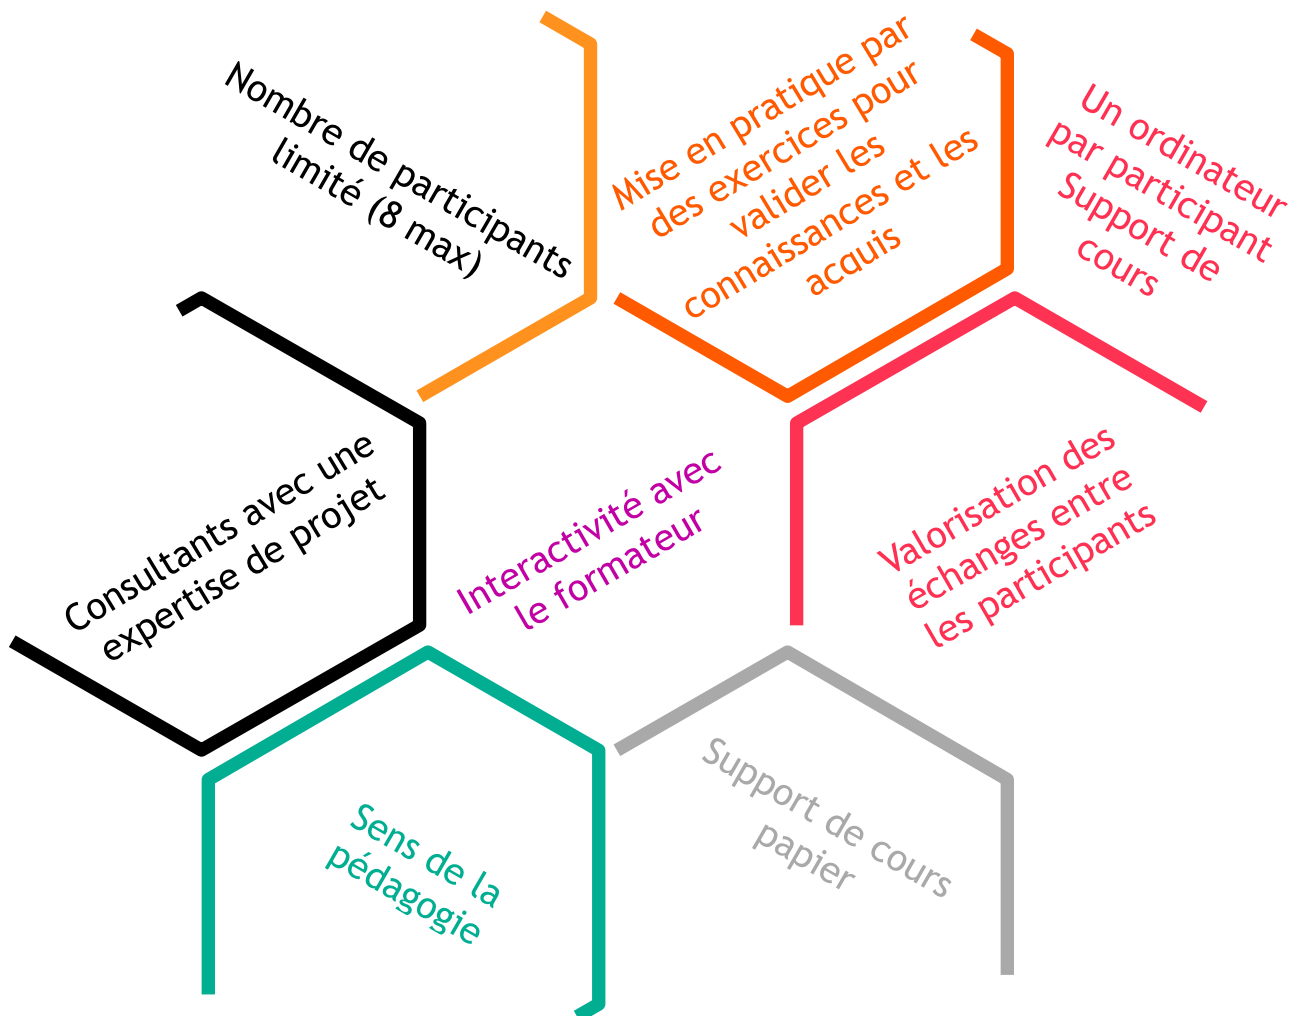 Nombre de participants
limité (8 max)
Mise en pratique par
des exercices pour
valider les
connaissances et les
acquis
Un ordinateur
par participant
Support de
cours
Consultants avec une
expertise de projet
Interactivité avec
le formateur
Valorisation des
échanges entre
les participants
Sens de la
pédagogie
Support de cours
papier